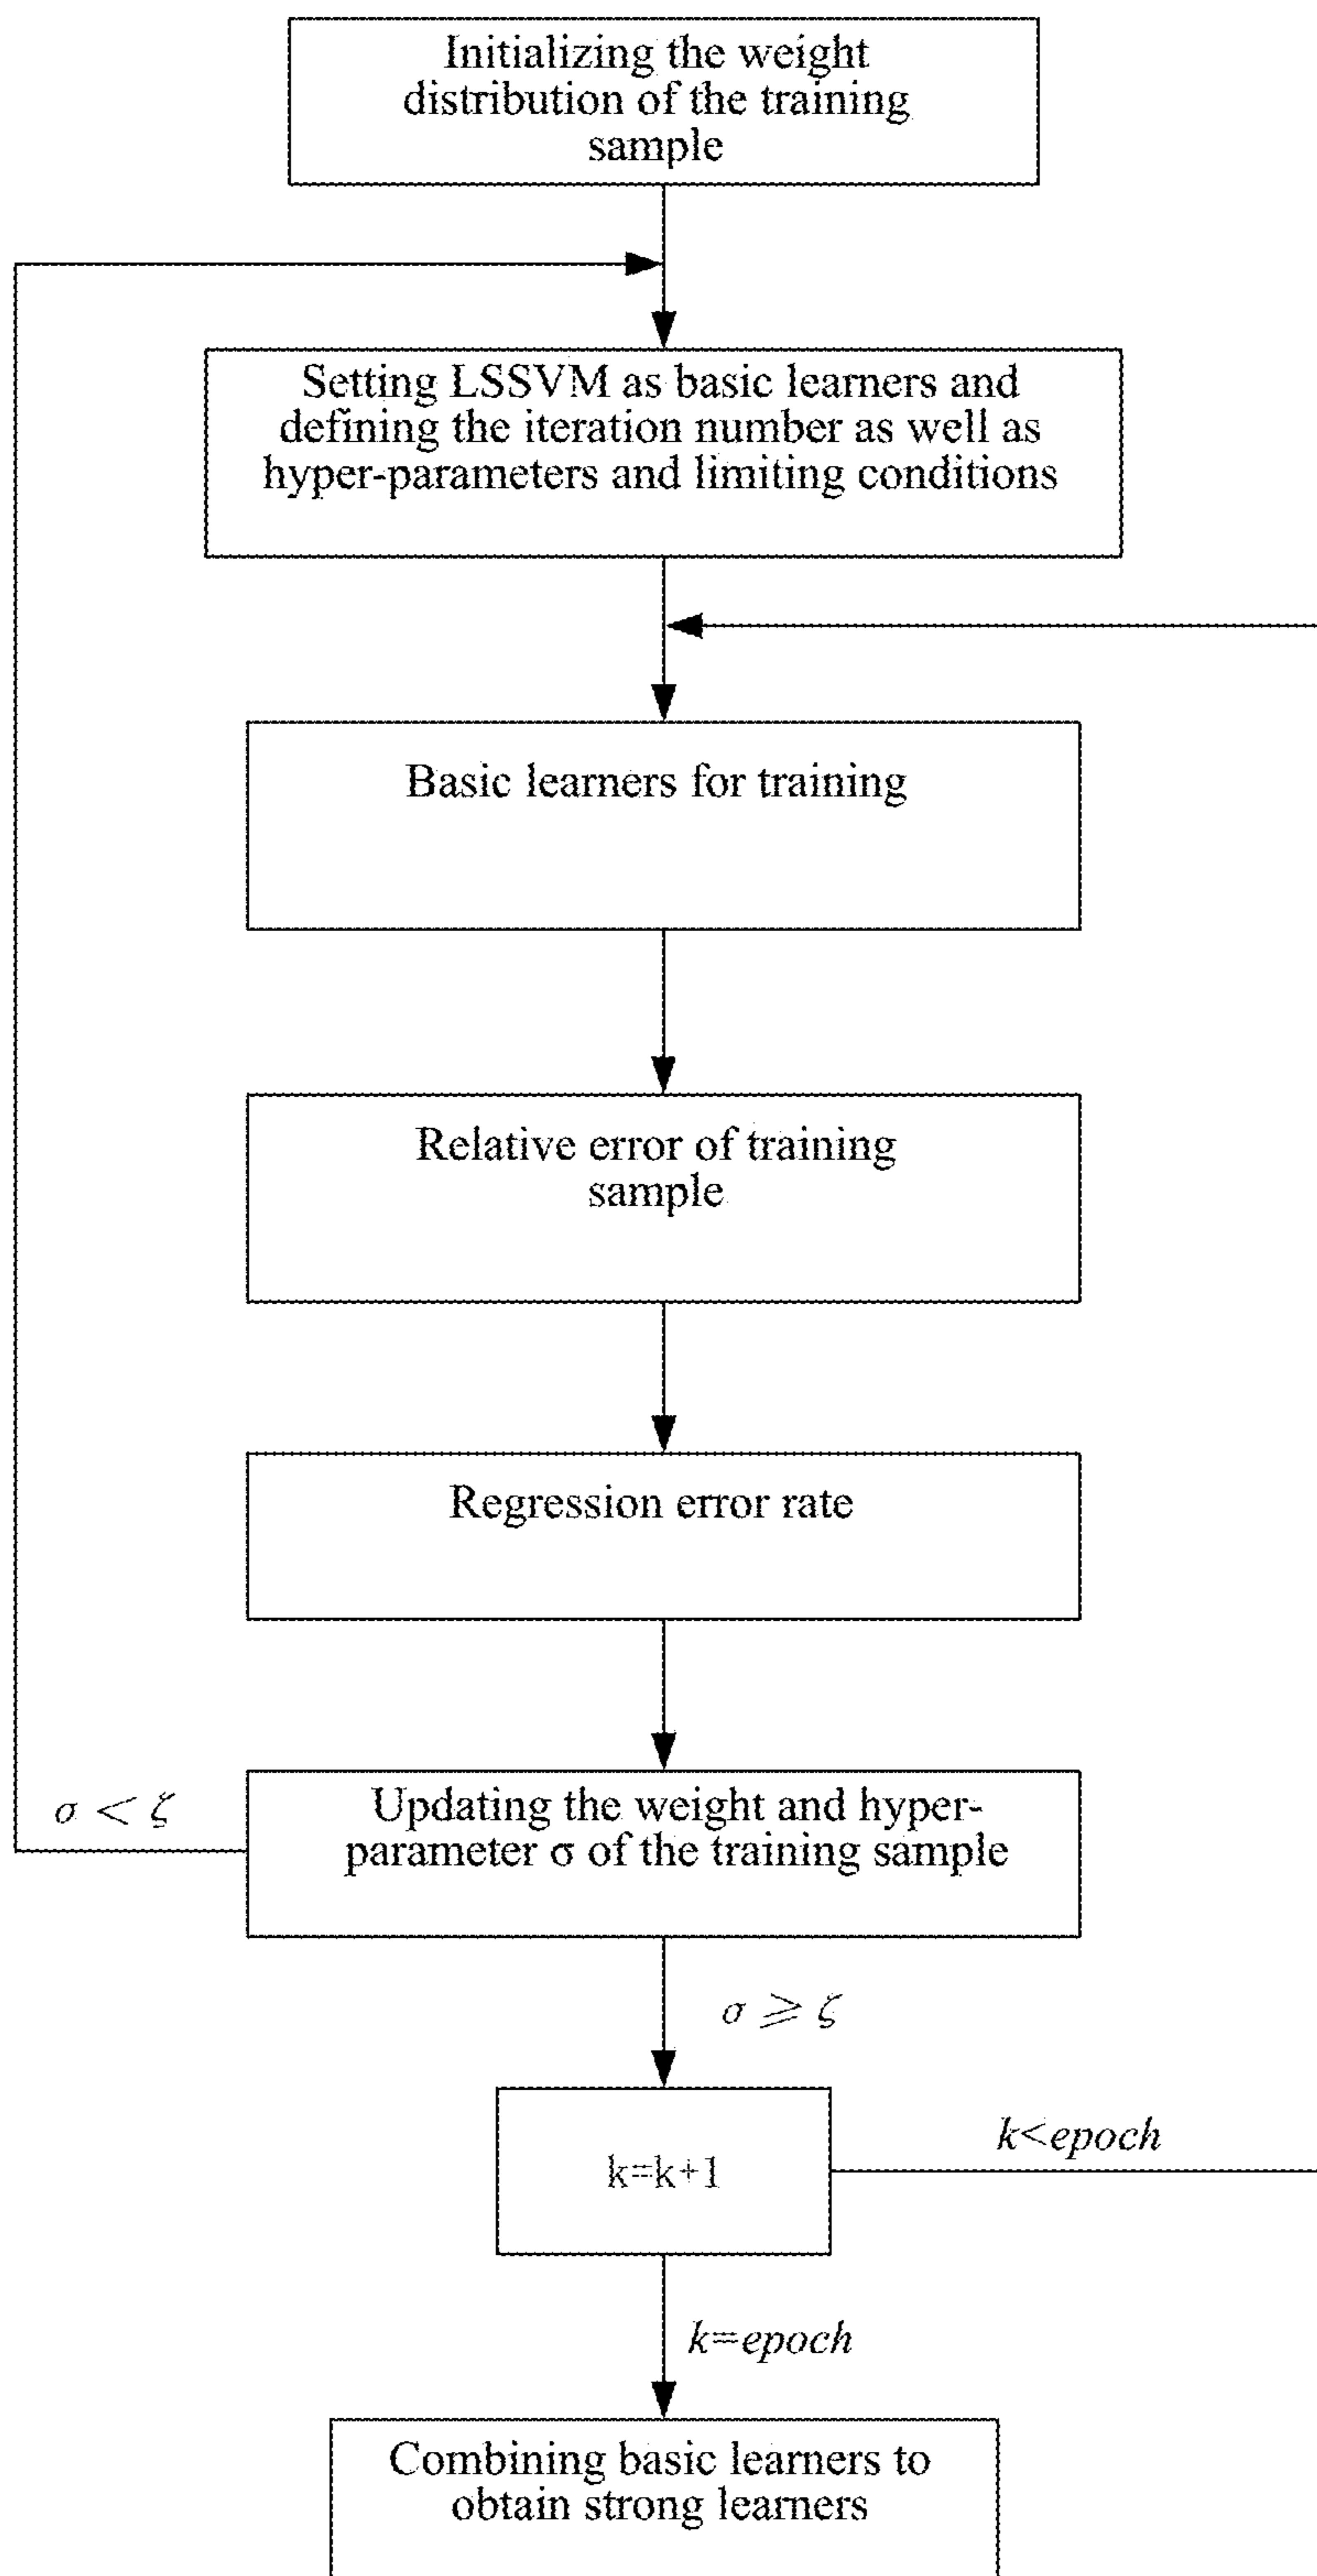 Initializing the weight
distribution of the training
sample
Setting LSSVM as basic learners and
defining the iteration number as well as
hyper-parameters and limiting conditions
Basic learners for training
Relative error of training
sample
Regression error rate
σ < ζ
Updating the weight and hyper-
parameter σ of the training sample
σ ⩾ ζ
k=k+1
k<epoch
k=epoch
Combining basic learners to
obtain strong learners